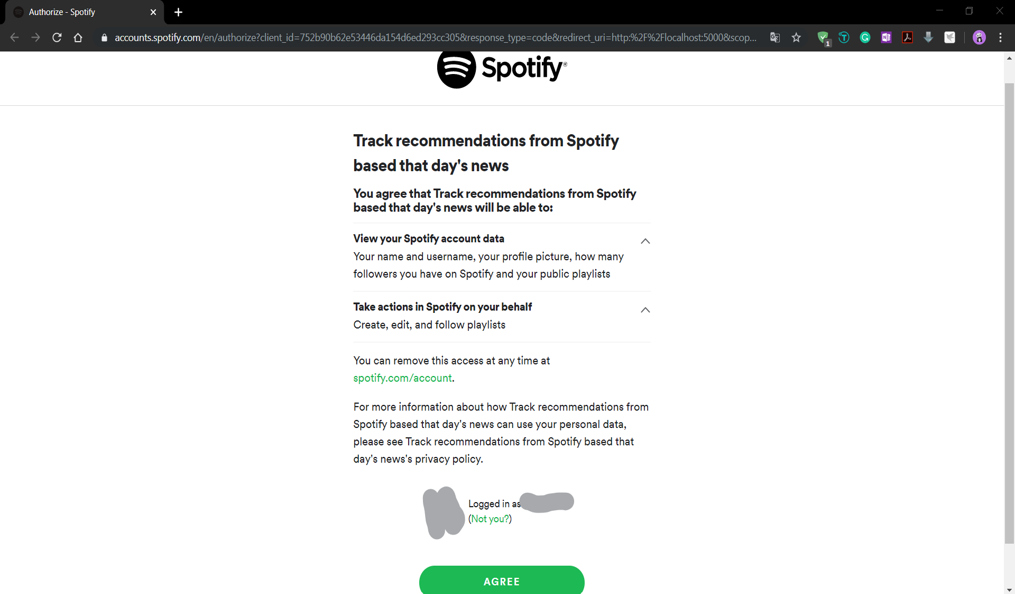 Authorize - Spotify
accounts.spotify.com/en/authorize?client_id=752b90b62e53446da154d6ed293cc305&response_type=code&redirect_uri=http:%2F%2Flocalhost:5000&scop...
1
Spotify®
Track recommendations from Spotify
based that day's news
You agree that Track recommendations from Spotify
based that day's news will be able to:
View your Spotify account data
Your name and username, your profile picture, how many
followers you have on Spotify and your public playlists
Take actions in Spotify on your behalf
Create, edit, and follow playlists
You can remove this access at any time at
spotify.com/account.
For more information about how Track recommendations from
Spotify based that day's news can use your personal data,
please see Track recommendations from Spotify based that
day's news's privacy policy.
Logged in as
(Not you?)
AGREE